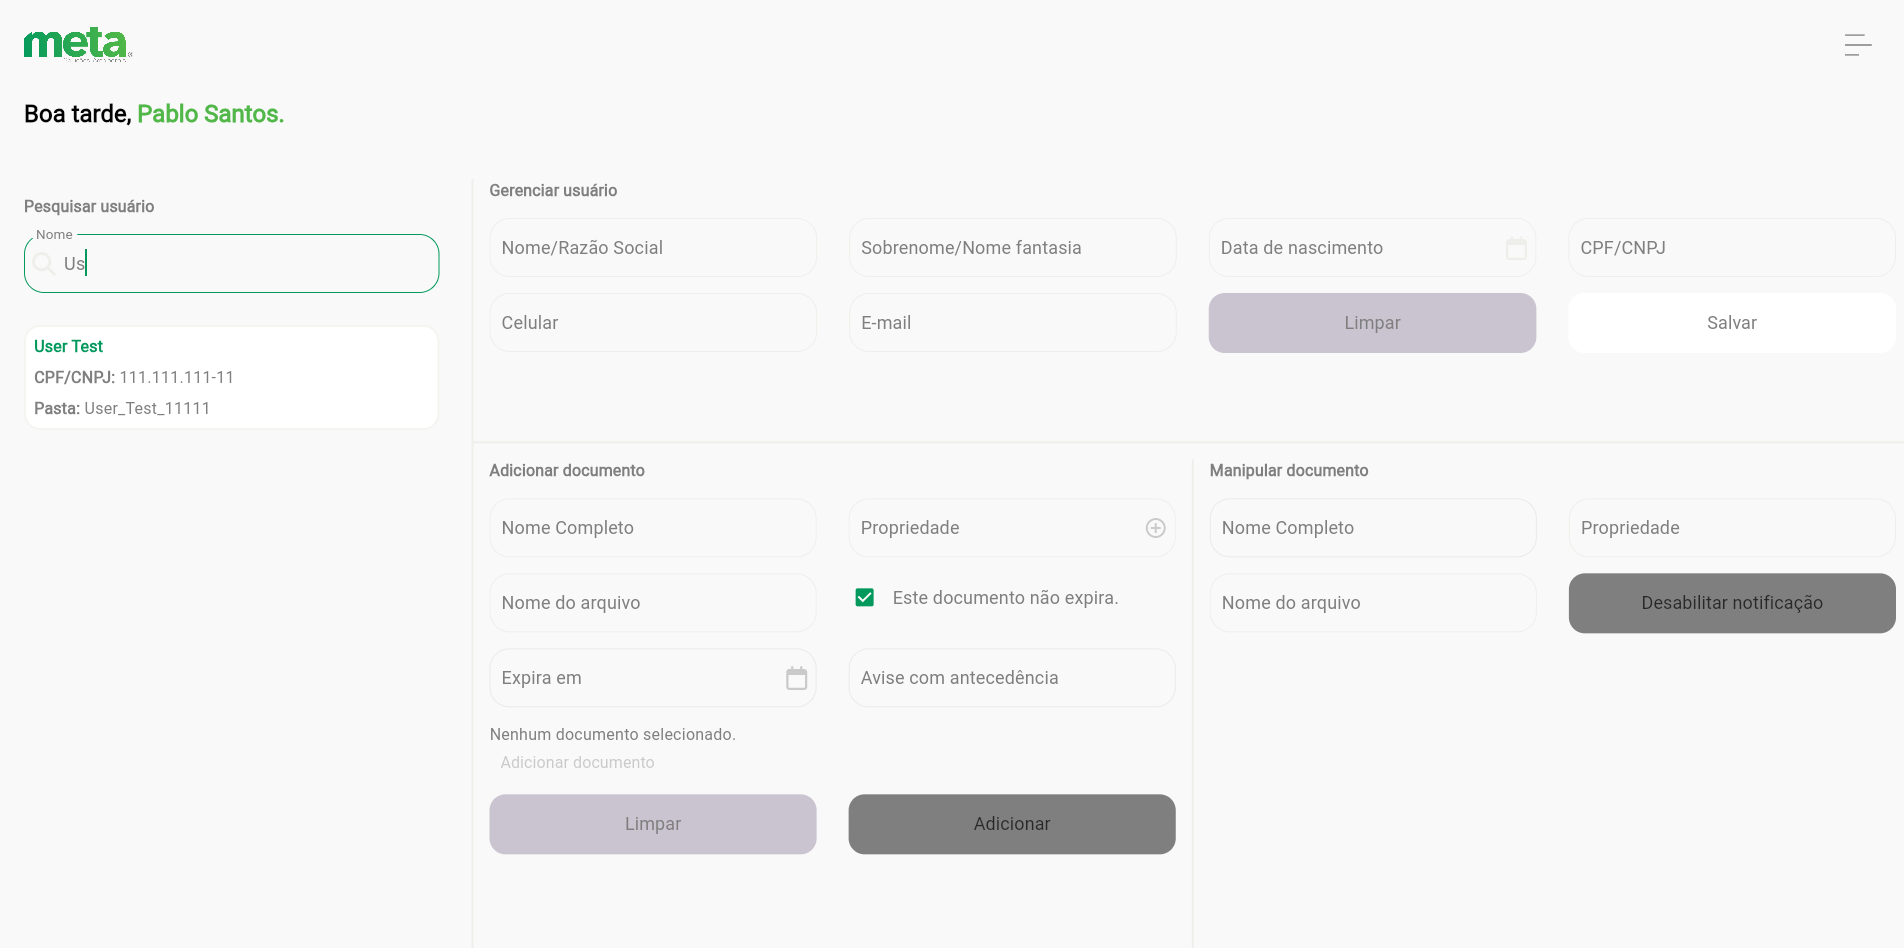 meta
Boa tarde, Pablo Santos.
Pesquisar usuário
Nome
Us
User Test
CPF/CNPJ: 111.111.111-11
Pasta: User_Test_11111
Gerenciar usuário
Nome/Razão Social
Sobrenome/Nome fantasia
Data de nascimento
CPF/CNPJ
Celular
E-mail
Limpar
Salvar
Adicionar documento
Nome Completo
Propriedade
Nome do arquivo
Este documento não expira.
Expira em
Avise com antecedência
Nenhum documento selecionado.
Adicionar documento
Limpar
Adicionar
Manipular documento
Nome Completo
Propriedade
Nome do arquivo
Desabilitar notificação